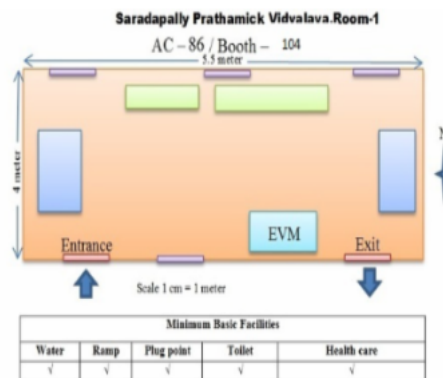 Saradapally Prathamick Vidyalaya.Room-1
AC – 86 / Booth – 104
5.5 meter
4 meter
EVM
Entrance
Exit
Scale 1 cm = 1 meter
Minimum Basic Facilities
Water Ramp Plug point Toilet Health care
√ √ √ √ √